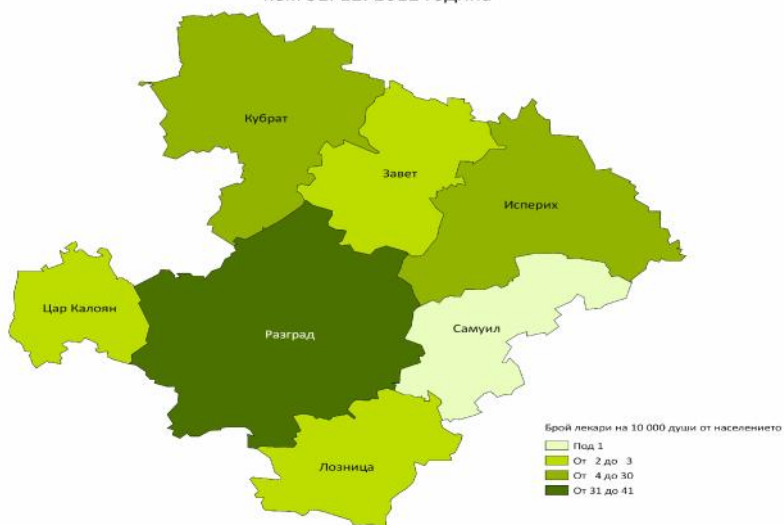 Кубрат
Завет
Исперих
Цар Калоян
Разград
Самуил
Лозница
Брой лекари на 10 000 души от населението
Под 1
От 2 до 3
От 4 до 30
От 31 до 41